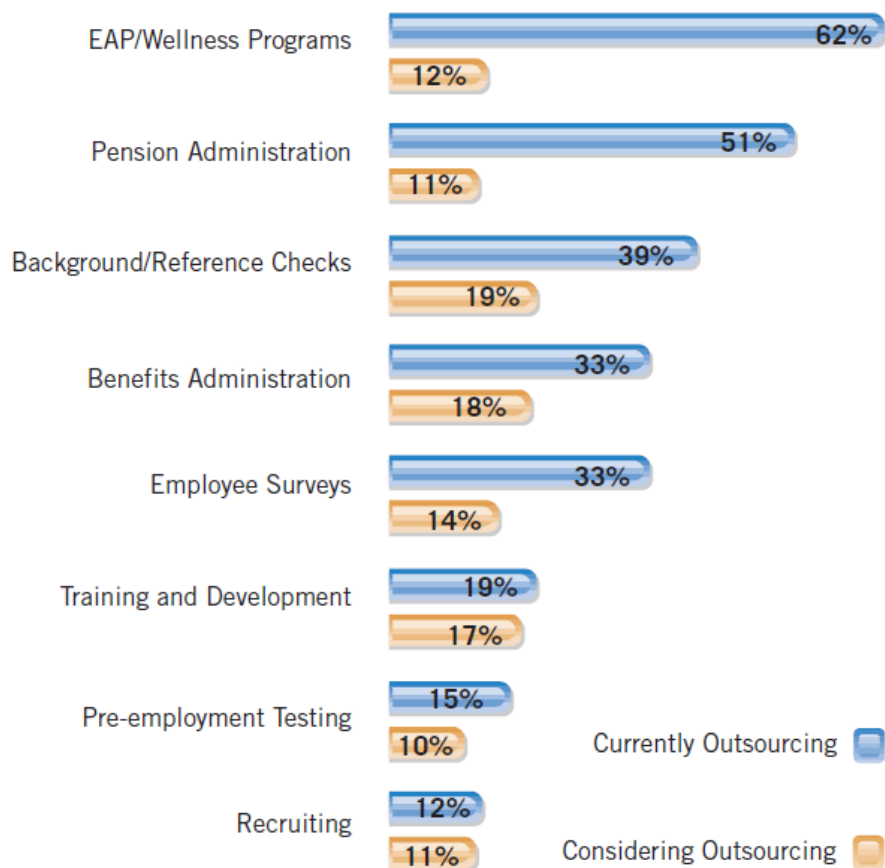 EAP/Wellness Programs
62%
12%
Pension Administration
51%
11%
Background/Reference Checks
39%
19%
Benefits Administration
33%
18%
Employee Surveys
33%
14%
Training and Development
19%
17%
Pre-employment Testing
15%
10%
Currently Outsourcing
Recruiting
12%
11%
Considering Outsourcing